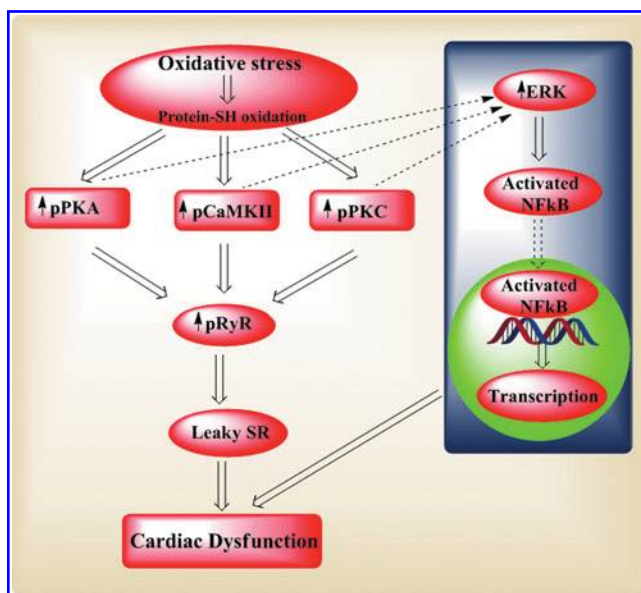 Oxidative stress
Protein-SH oxidation
pPKA
pCaMKII
pPKC
pRyR
Leaky SR
Cardiac Dysfunction
ERK
Activated
NFkB
Activated
NFkB
Transcription